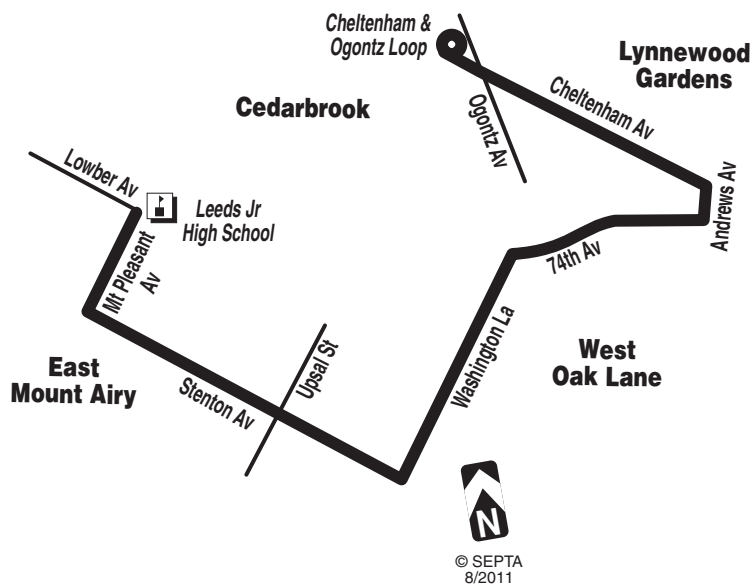 Cheltenham &
Ogontz Loop
Lynnewood
Gardens
Cheltenham Av
Cedarbrook
Ogontz Av
Lowber Av
Leeds Jr
High School
Andrews Av
Mt Pleasant
Av
74th Av
East
Mount Airy
Stenton Av
Upsal St
Washington La
West
Oak Lane
N
© SEPTA
8/2011